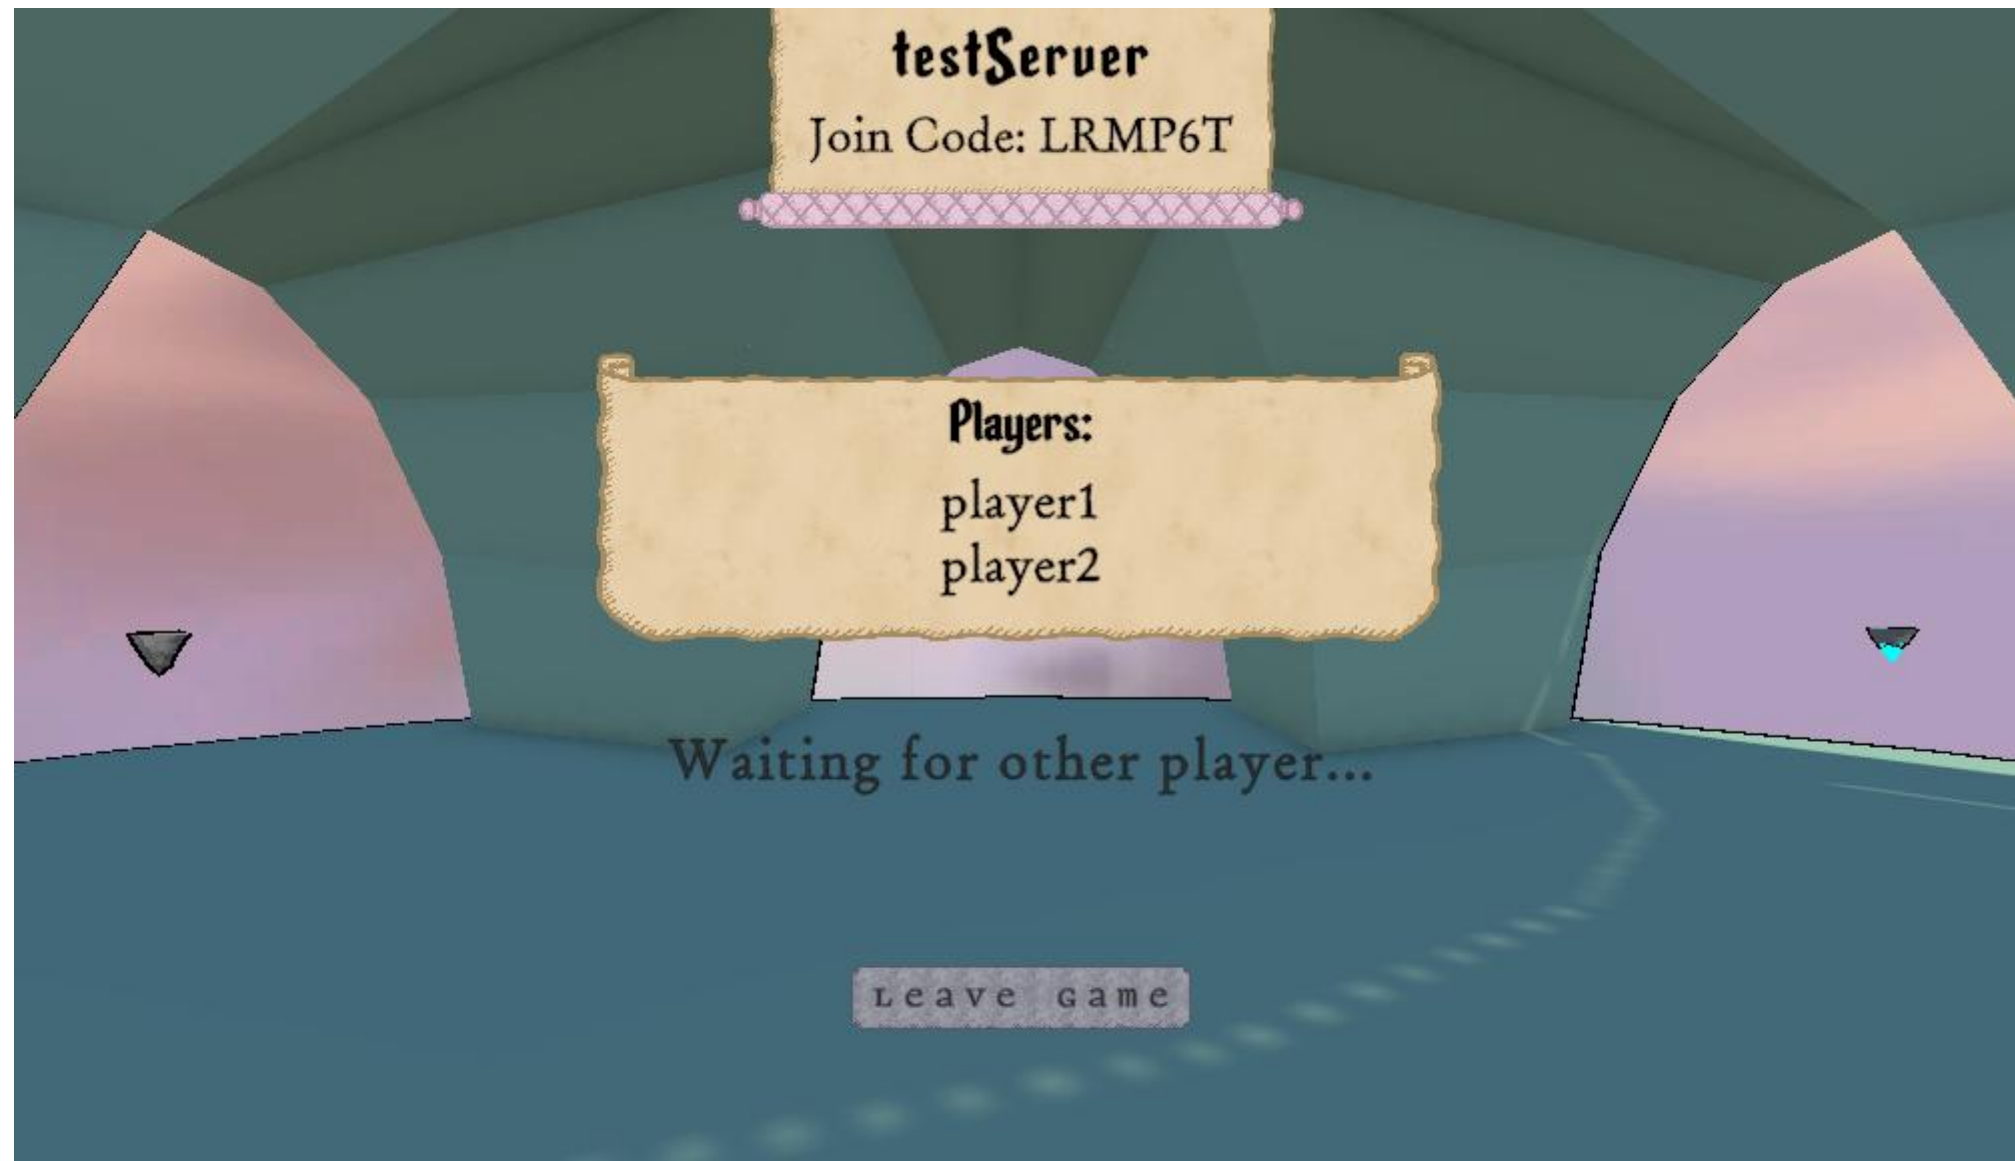 testServer
Join Code: LRMP6T
Players:
player1
player2
Waiting for other player...
Leave Game